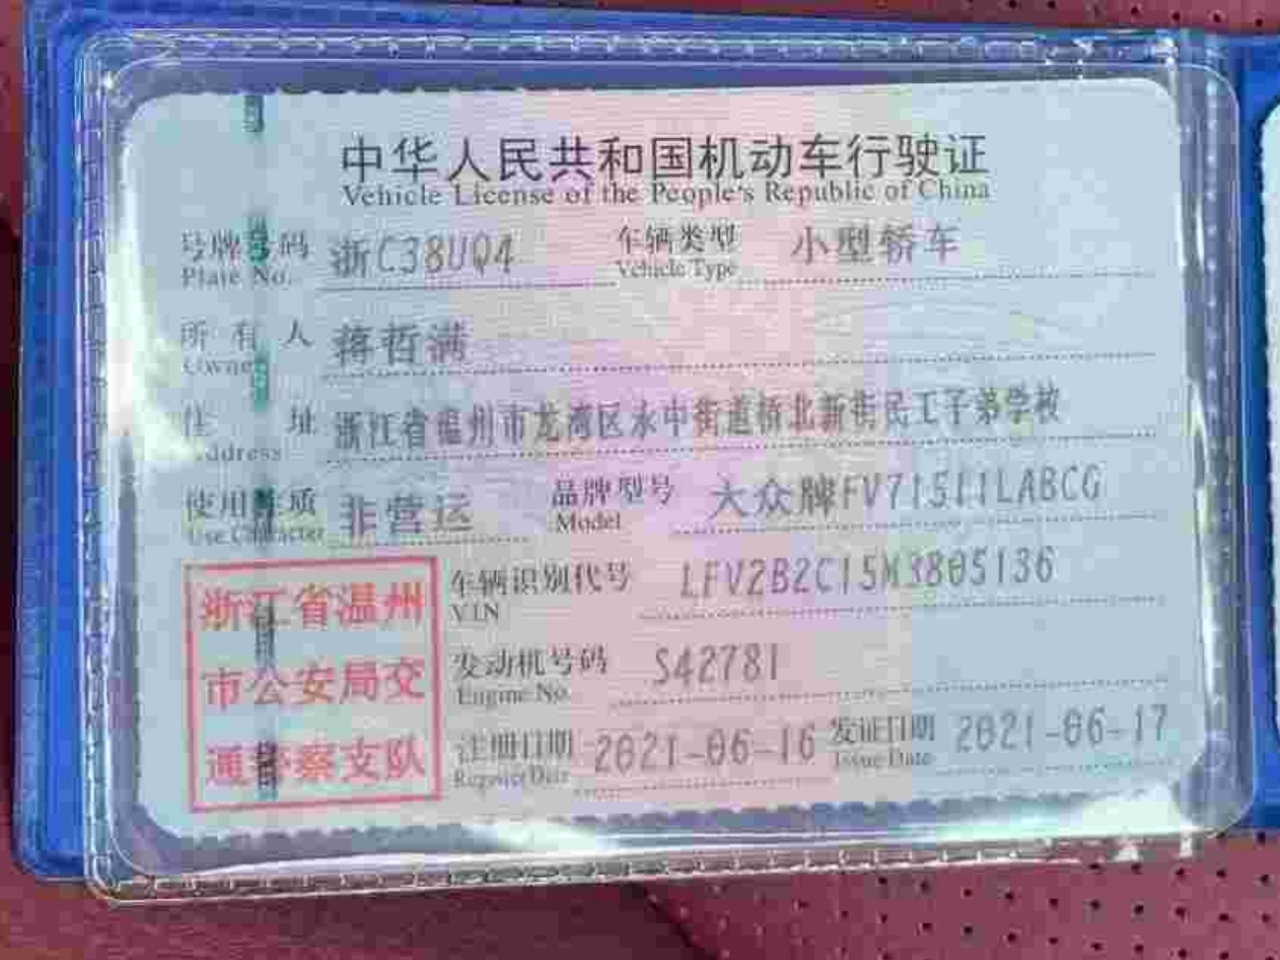 中华人民共和国机动车行驶证
Vehicle License of the People's Republic of China
号牌号码 浙C38UQ4 车辆类型 小型轿车
Plate No. Vehicle Type
所有人 蒋哲满
Owner
住址 浙江省温州市龙湾区永中街道桥北新街民工子弟学校
Address
使用性质 非营运 品牌型号 大众牌FV71511LABCG
Use Character Model
浙江省温州 车辆识别代号 LFV2B2C15M3805136
VIN
市公安局交 发动机号码 S42781
Engine No.
通警察支队 注册日期 2021-06-16 发证日期 2021-06-17
Register Date Issue Date